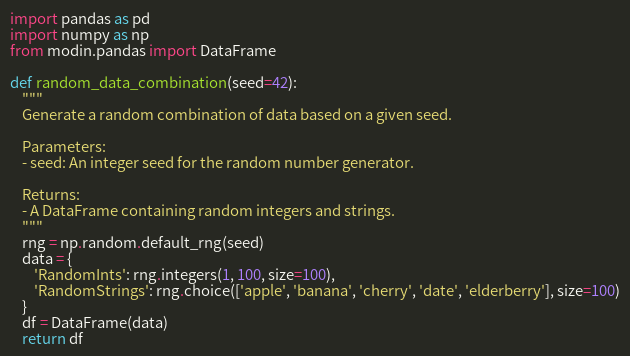 import pandas as pd
import numpy as np
from modin.pandas import DataFrame

def random_data_combination(seed=42):
    """
    Generate a random combination of data based on a given seed.

    Parameters:
    - seed: An integer seed for the random number generator.

    Returns:
    - A DataFrame containing random integers and strings.
    """
    rng = np.random.default_rng(seed)
    data = {
        'RandomInts': rng.integers(1, 100, size=100),
        'RandomStrings': rng.choice(['apple', 'banana', 'cherry', 'date', 'elderberry'], size=100)
    }
    df = DataFrame(data)
    return df